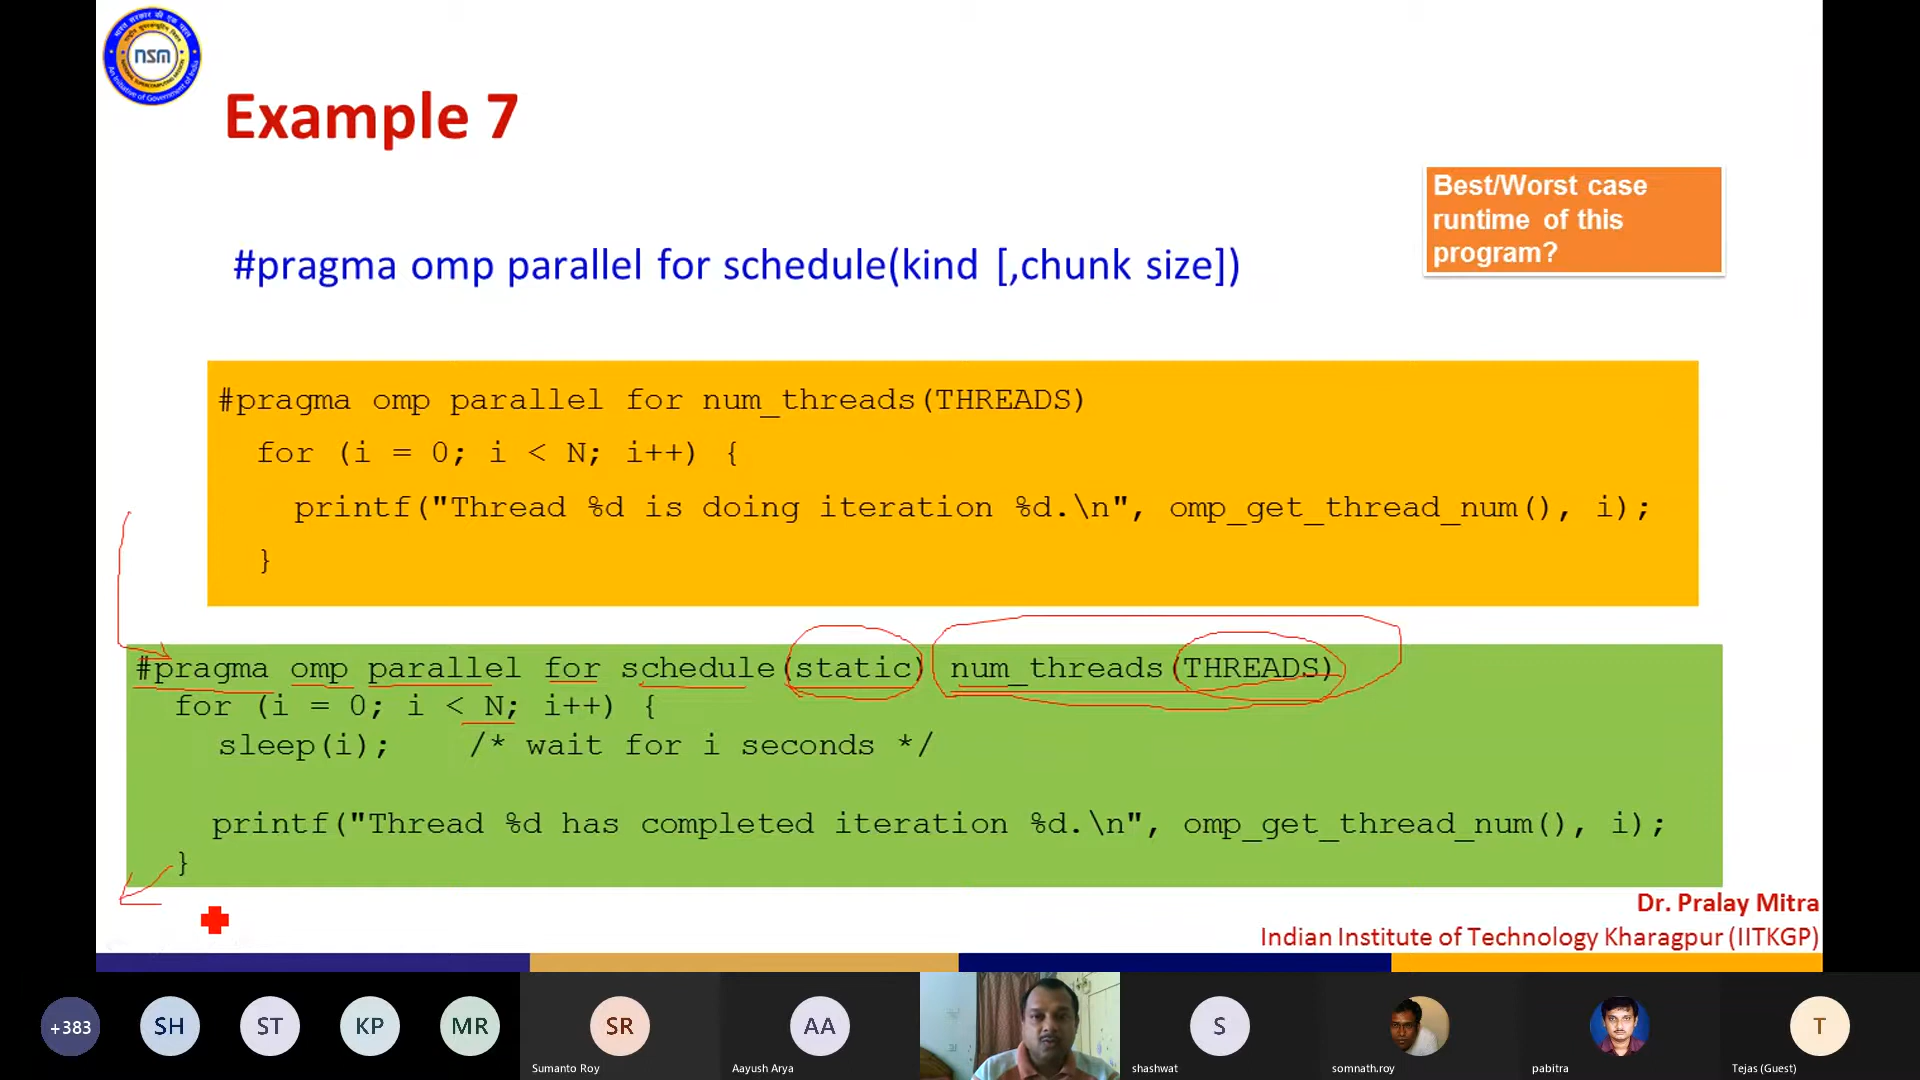 nsm
Example 7
Best/Worst case
runtime of this
program?
#pragma omp parallel for schedule(kind [,chunk size])
#pragma omp parallel for num_threads(THREADS)
for (i = 0; i < N; i++) {
printf("Thread %d is doing iteration %d.\n", omp_get_thread_num(), i);
}
#pragma omp parallel for schedule(static) num_threads(THREADS)
for (i = 0; i < N; i++) {
sleep(i); /* wait for i seconds */
printf("Thread %d has completed iteration %d.\n", omp_get_thread_num(), i);
}
Dr. Pralay Mitra
Indian Institute of Technology Kharagpur (IITKGP)
+383
SH
ST
KP
MR
SR
AA
S
T
Sumanto Roy
Aayush Arya
shashwat
somnath.roy
pabitra
Tejas (Guest)